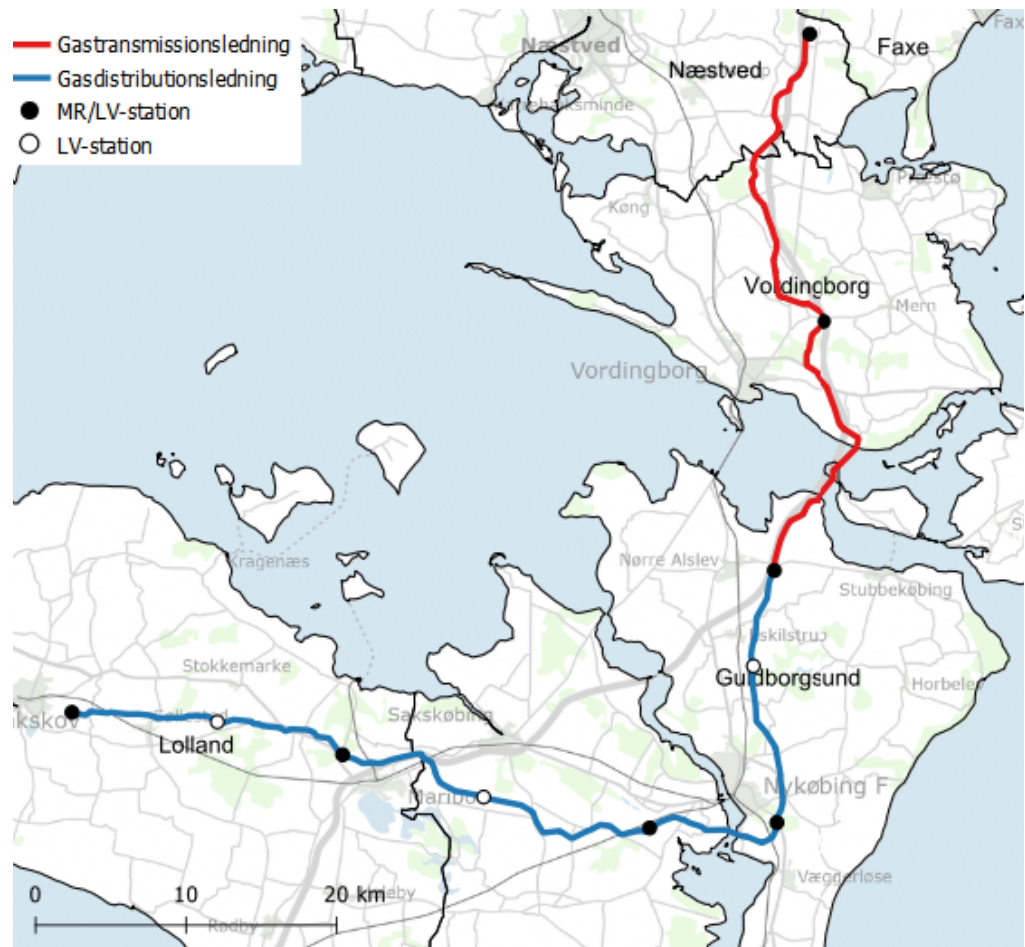 Gastransmissionsledning
Gasdistributionsledning
MR/LV-station
LV-station
Næstved
Faxe
Næstved
Præstø
Køng
Vordingborg
Mern
Vordingborg
Kragenæs
Nørre Alslev
Stubbekøbing
Eskilstrup
Stokkemarke
Guldborgsund
Horbelev
Sakskøbing
Lolland
Maribo
Nykøbing F
Væggerløse
0 10 20 km
Rødby